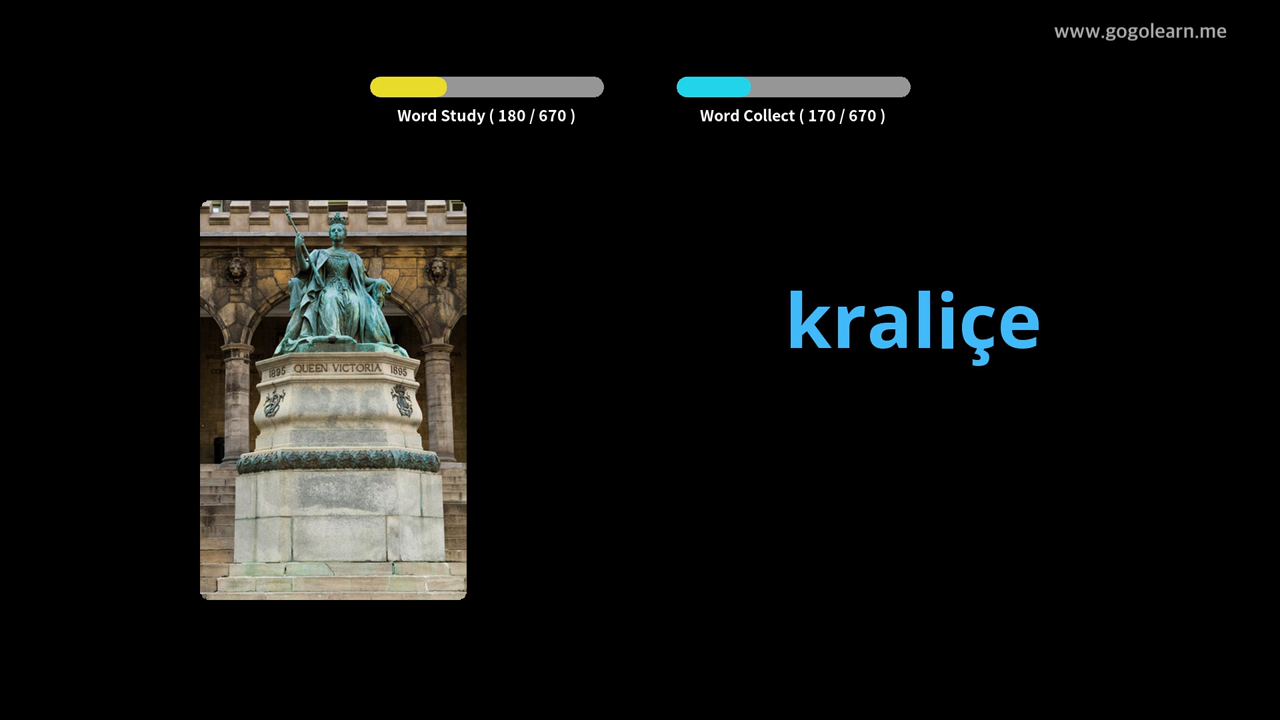 www.gogolearn.me
Word Study ( 180 / 670 )
Word Collect ( 170 / 670 )
kraliçe
1895 QUEEN VICTORIA 1895